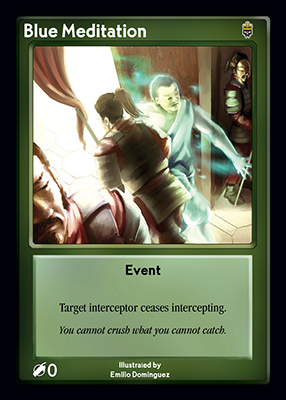 Blue Meditation
Event
Target interceptor ceases intercepting.
You cannot crush what you cannot catch.
0
Illustrated by
Emilio Dominguez